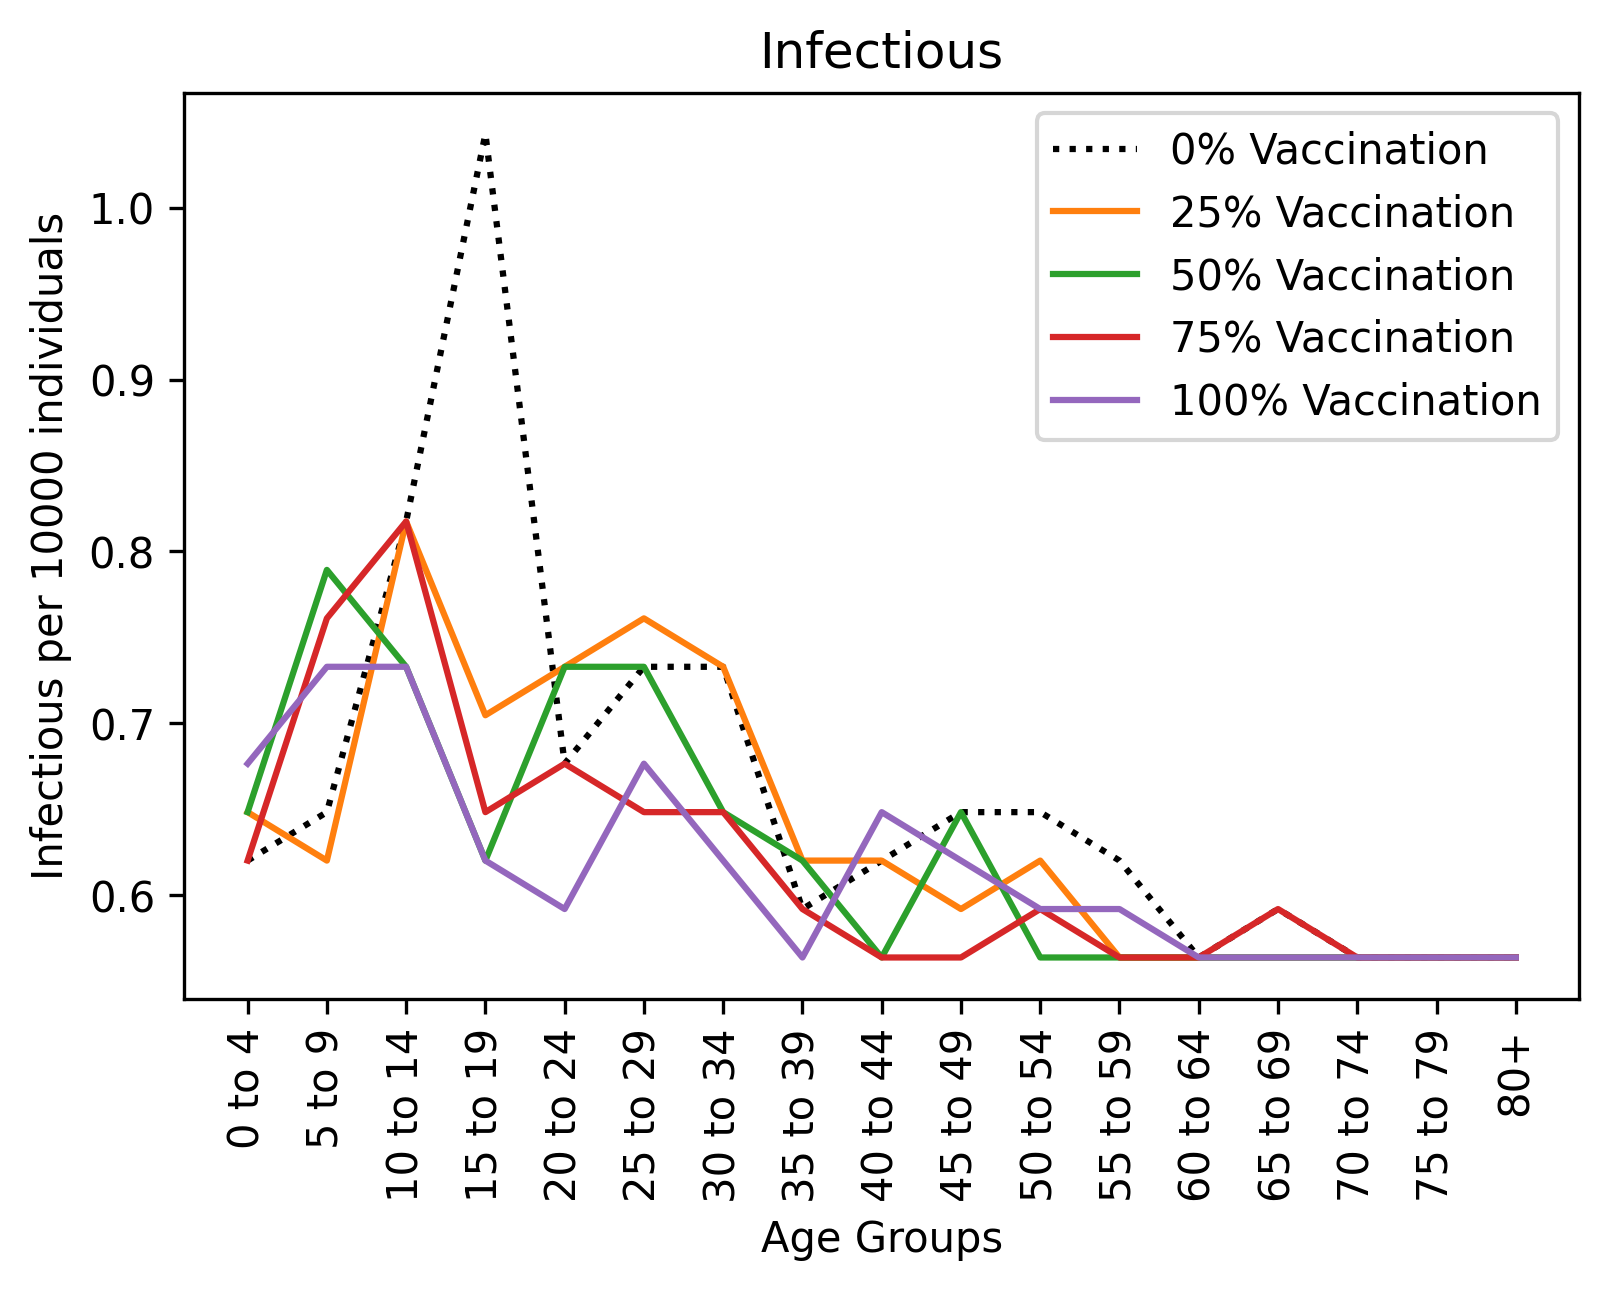 Infectious
Infectious per 10000 individuals
1.0
0.9
0.8
0.7
0.6
0% Vaccination
25% Vaccination
50% Vaccination
75% Vaccination
100% Vaccination
0 to 4
5 to 9
10 to 14
15 to 19
20 to 24
25 to 29
30 to 34
35 to 39
40 to 44
45 to 49
50 to 54
55 to 59
60 to 64
65 to 69
70 to 74
75 to 79
80+
Age Groups